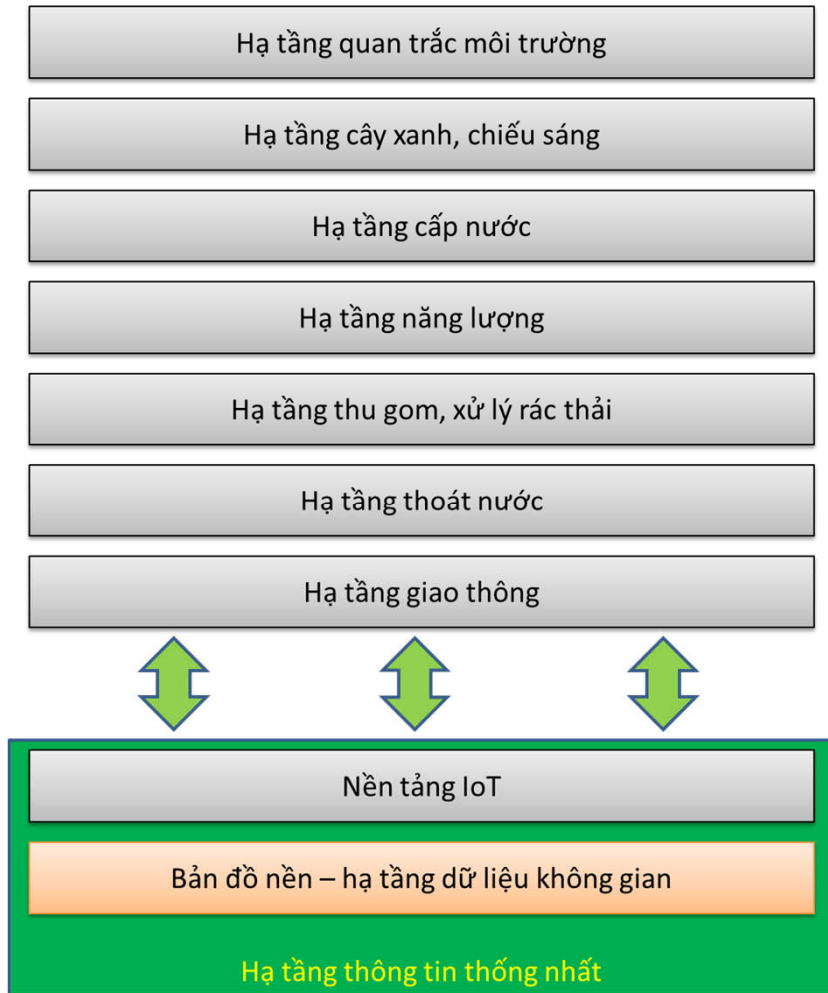 Hạ tầng quan trắc môi trường
Hạ tầng cây xanh, chiếu sáng
Hạ tầng cấp nước
Hạ tầng năng lượng
Hạ tầng thu gom, xử lý rác thải
Hạ tầng thoát nước
Hạ tầng giao thông
Nền tảng IoT
Bản đồ nền – hạ tầng dữ liệu không gian
Hạ tầng thông tin thống nhất